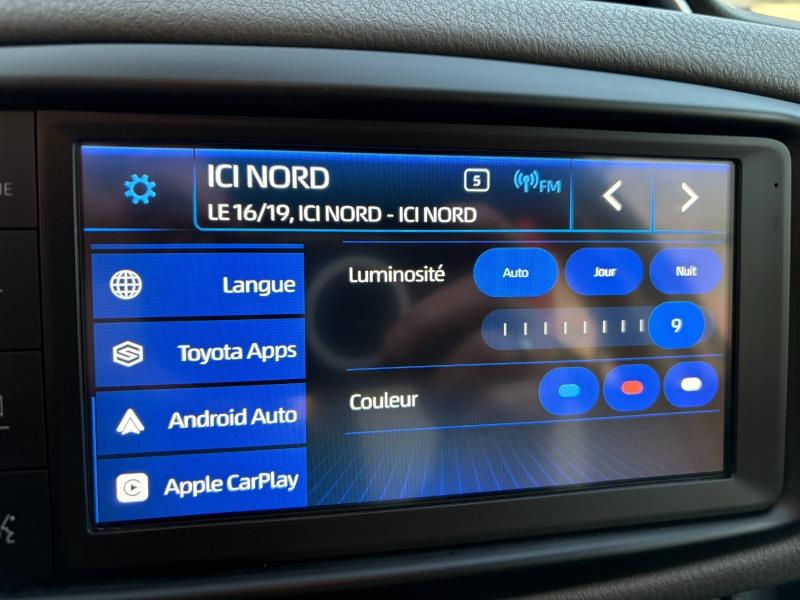 ICI NORD
5
FM
LE 16/19, ICI NORD - ICI NORD
Langue
Toyota Apps
Android Auto
Apple CarPlay
Luminosité
Auto
Jour
Nuit
9
Couleur